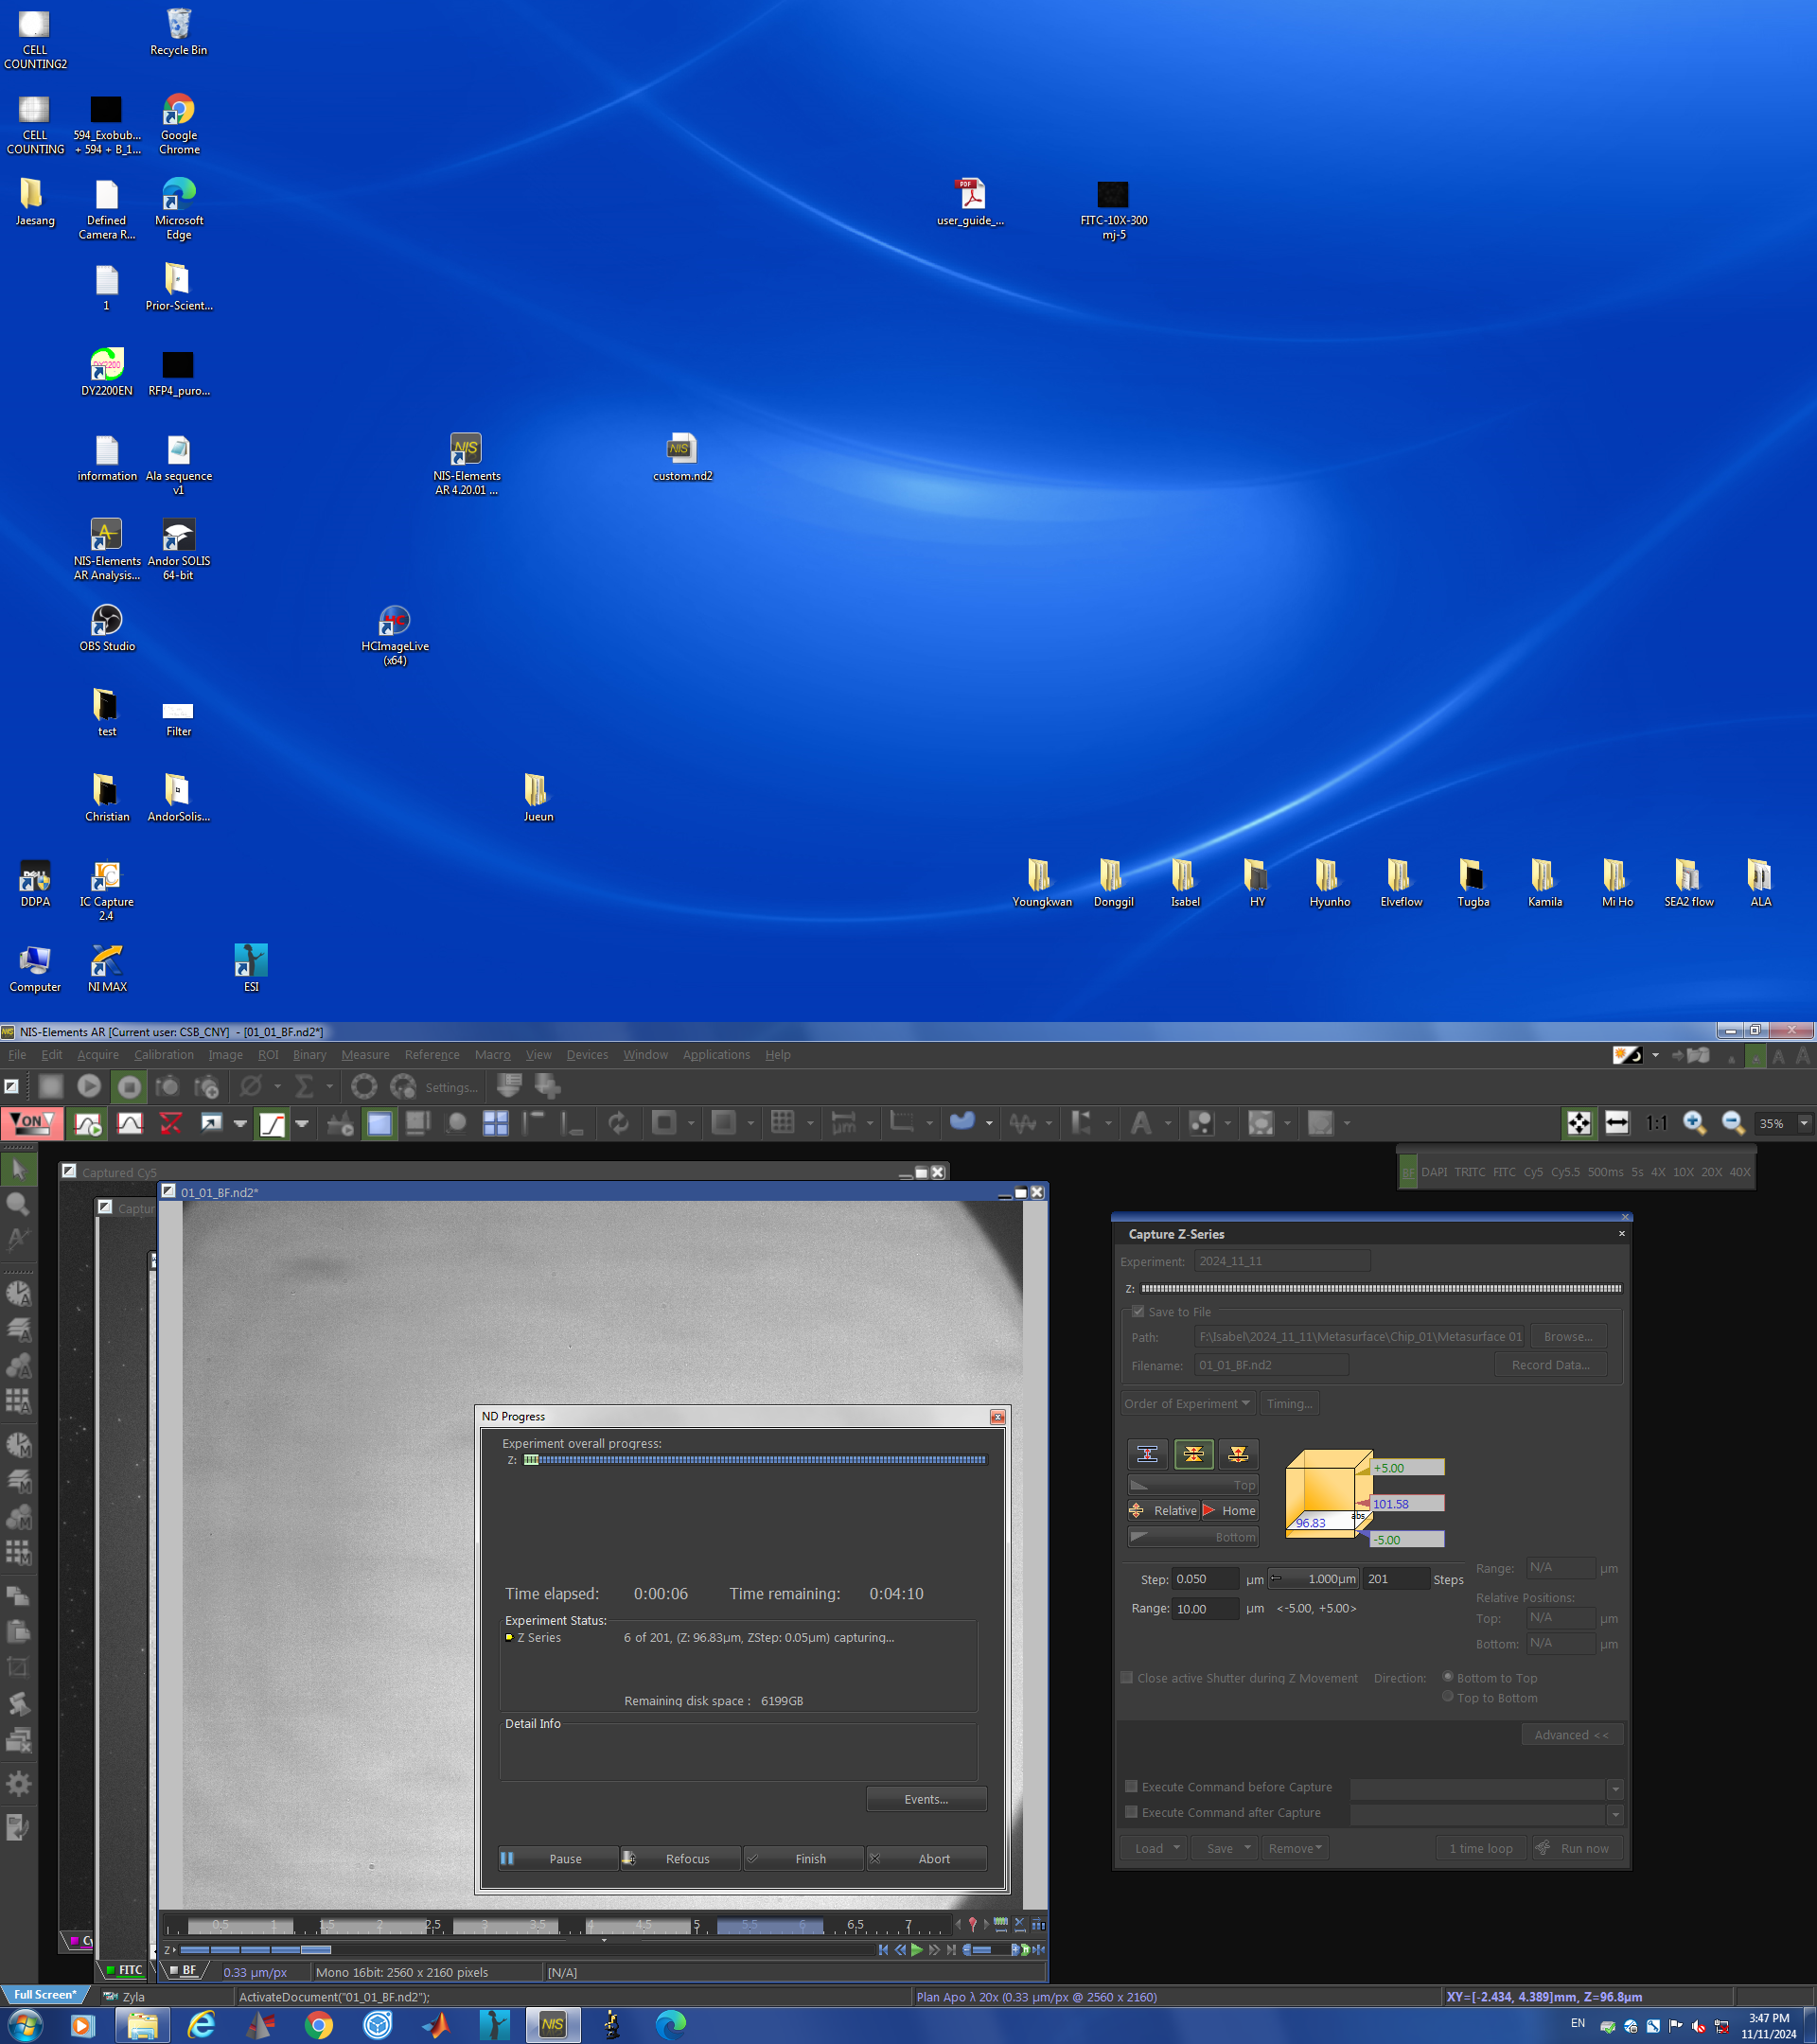 CELL
COUNTING2
Recycle Bin
CELL
COUNTING
594_Exobub...
+ 594 + B_1...
Google
Chrome
Jaesang
Defined
Camera R...
Microsoft
Edge
user_guide_...
FITC-10X-300
mj-5
1
Prior-Scient...
DY2200EN
RFP4_puro...
information
Ala sequence
v1
NIS-Elements
AR 4.20.01 ...
custom.nd2
NIS-Elements
AR Analysis...
Andor SOLIS
64-bit
OBS Studio
HCImageLive
(x64)
test
Filter
Christian
AndorSolis...
Jueun
DDPA
IC Capture
2.4
Youngkwan
Donggil
Isabel
HY
Hyunho
Elveflow
Tugba
Kamila
Mi Ho
SEA2 flow
ALA
Computer
NI MAX
ESI
NIS-Elements AR [Current user: CSB_CNY] - [01_01_BF.nd2*]
File Edit Acquire Calibration Image ROI Binary Measure Reference Macro View Devices Window Applications Help
Settings...
ON
1:1
35%
Captured Cy5
BF DAPI TRITC FITC Cy5 Cy5.5 500ms 5s 4X 10X 20X 40X
01_01_BF.nd2*
Captur
Capture Z-Series
Experiment: 2024_11_11
Z:
Save to File
Path: F:\Isabel\2024_11_11\Metasurface\Chip_01\Metasurface 01 Browse...
Filename: 01_01_BF.nd2 Record Data...
Order of Experiment Timing...
ND Progress
Experiment overall progress:
Z:
Time elapsed: 0:00:06 Time remaining: 0:04:10
Experiment Status:
Z Series 6 of 201, (Z: 96.83µm, ZStep: 0.05µm) capturing...
Remaining disk space : 6199GB
Detail Info
Events...
Pause Refocus Finish Abort
+5.00
Top
Relative Home
101.58
abs.
96.83
Bottom
-5.00
Step: 0.050 µm 1.000µm 201 Steps
Range: 10.00 µm <-5.00, +5.00>
Range: N/A µm
Relative Positions:
Top: N/A µm
Bottom: N/A µm
Close active Shutter during Z Movement Direction: Bottom to Top
Top to Bottom
Advanced <<
Execute Command before Capture
Execute Command after Capture
Load Save Remove 1 time loop Run now
0.5 1 1.5 2 2.5 3 3.5 4 4.5 5 5.5 6 6.5 7
Z
Cy
FITC
BF 0.33 µm/px Mono 16bit: 2560 x 2160 pixels [N/A]
Full Screen* Zyla ActivateDocument("01_01_BF.nd2"); Plan Apo λ 20x (0.33 µm/px @ 2560 x 2160) XY=[-2.434, 4.389]mm, Z=96.8µm
EN
3:47 PM
11/11/2024